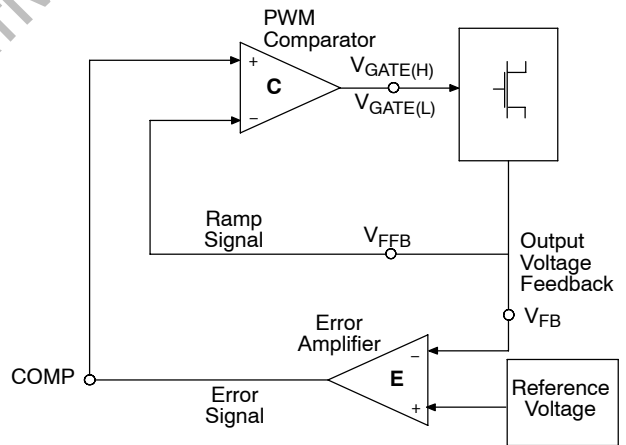 PWM
Comparator
+
C
−
VGATE(H)
VGATE(L)
Ramp
Signal
VFFB
Output
Voltage
Feedback
VFB
Error
Amplifier
−
E
+
COMP
Error
Signal
Reference
Voltage